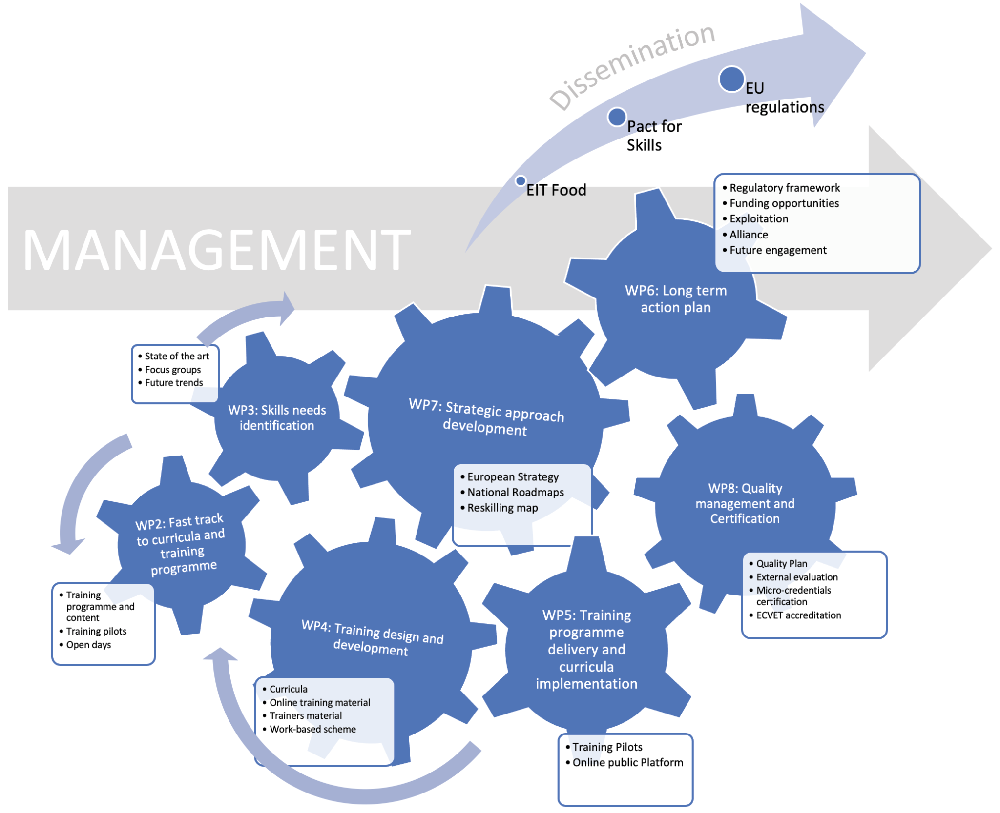 Dissemination
EU
regulations
Pact for
Skills
EIT Food
MANAGEMENT
• Regulatory framework
• Funding opportunities
• Exploitation
• Alliance
• Future engagement
WP6: Long term
action plan
• State of the art
• Focus groups
• Future trends
WP3: Skills needs
identification
WP7: Strategic approach
development
• European Strategy
• National Roadmaps
• Reskilling map
WP8: Quality
management and
Certification
• Quality Plan
• External evaluation
• Micro-credentials
certification
• ECVET accreditation
WP2: Fast track
to curricula and
training
programme
• Training
programme and
content
• Training pilots
• Open days
WP4: Training design and
development
• Curricula
• Online training material
• Trainers material
• Work-based scheme
WP5: Training
programme
delivery and
curricula
implementation
• Training Pilots
• Online public Platform